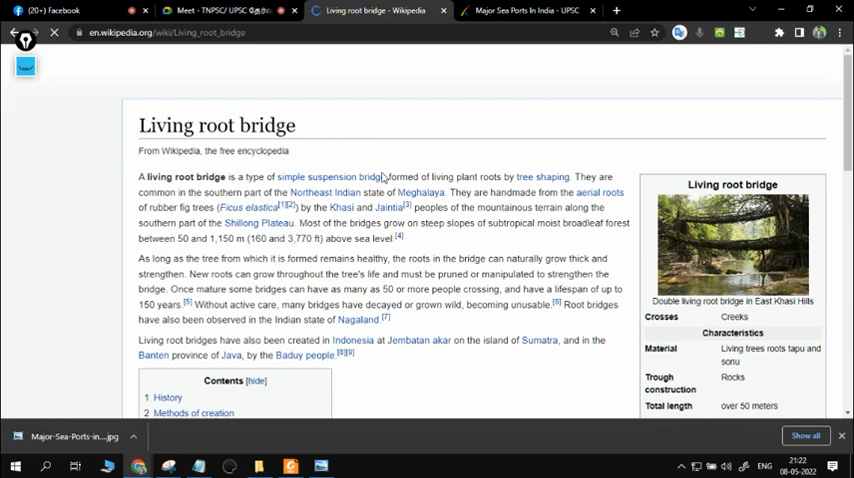 (20+) Facebook
Meet - TNPSC/ UPSC
Living root bridge - Wikipedia
Major Sea Ports In India - UPSC
en.wikipedia.org/wiki/Living_root_bridge
Living root bridge
From Wikipedia, the free encyclopedia
A living root bridge is a type of simple suspension bridge formed of living plant roots by tree shaping. They are
common in the southern part of the Northeast Indian state of Meghalaya. They are handmade from the aerial roots
of rubber fig trees (Ficus elastica[1][2]) by the Khasi and Jaintia[3] peoples of the mountainous terrain along the
southern part of the Shillong Plateau. Most of the bridges grow on steep slopes of subtropical moist broadleaf forest
between 50 and 1,150 m (160 and 3,770 ft) above sea level.[4]
As long as the tree from which it is formed remains healthy, the roots in the bridge can naturally grow thick and
strengthen. New roots can grow throughout the tree's life and must be pruned or manipulated to strengthen the
bridge. Once mature some bridges can have as many as 50 or more people crossing, and have a lifespan of up to
150 years.[5] Without active care, many bridges have decayed or grown wild, becoming unusable.[6] Root bridges
have also been observed in the Indian state of Nagaland.[7]
Living root bridges have also been created in Indonesia at Jembatan akar on the island of Sumatra, and in the
Banten province of Java, by the Baduy people.[8][9]
Contents [hide]
1 History
2 Methods of creation
Living root bridge
Double living root bridge in East Khasi Hills
Crosses Creeks
Characteristics
Material Living trees roots tapu and
sonu
Trough Rocks
construction
Total length over 50 meters
Major-Sea-Ports-in....jpg
Show all
ENG
21:22
08-05-2022